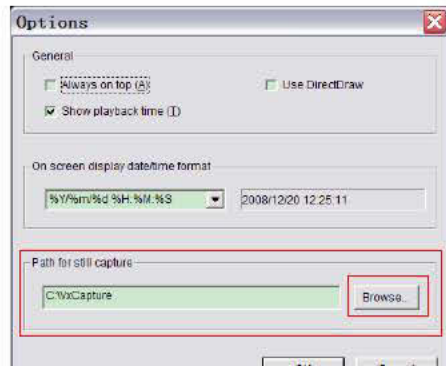 Options
General
Always on top (A)
Use DirectDraw
Show playback time (T)
On screen display date/time format
%Y/%m/%d %H:%M:%S
2008/12/20 12:25:11
Path for still capture
C:\VxCapture
Browse...